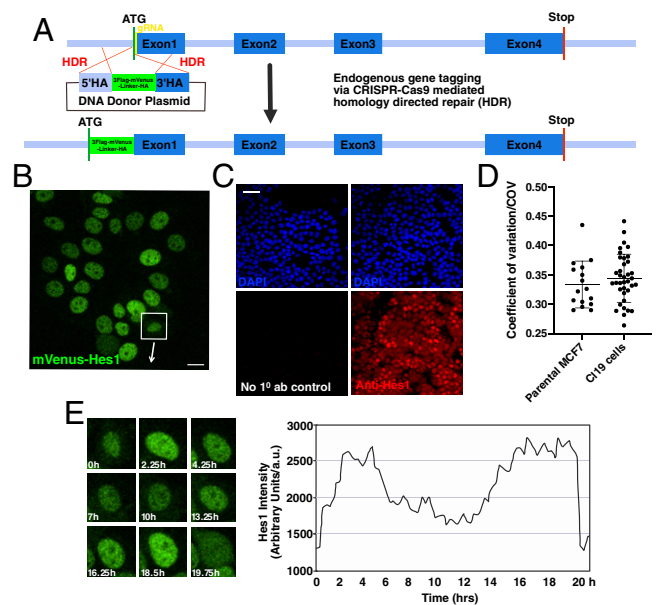 A
ATG
gRNA
Stop
Exon1
Exon2
Exon3
Exon4
HDR
HDR
5'HA
3Flag-mVenus
-Linker-HA
3'HA
DNA Donor Plasmid
Endogenous gene tagging
via CRISPR-Cas9 mediated
homology directed repair (HDR)
ATG
Stop
3Flag-mVenus
-Linker-HA
Exon1
Exon2
Exon3
Exon4
B
mVenus-Hes1
C
DAPI
DAPI
No 1⁰ ab control
Anti-Hes1
D
Coefficient of variation/COV
0.50
0.45
0.40
0.35
0.30
0.25
Parental MCF7
Cl19 cells
E
0h
2.25h
4.25h
7h
10h
13.25h
16.25h
18.5h
19.75h
Hes1 Intensity
(Arbitrary Units/a.u.)
3000
2500
2000
1500
1000
0 2 4 6 8 10 12 14 16 18 20 h
Time (hrs)